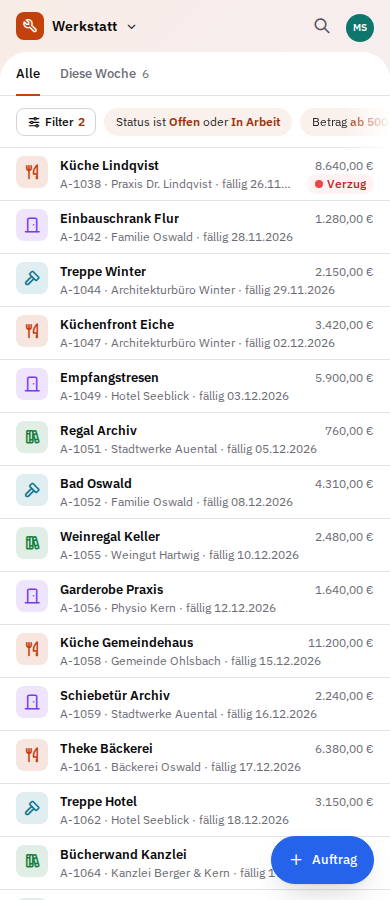 Werkstatt
MS
Alle
Diese Woche 6
Filter 2
Status ist Offen oder In Arbeit
Betrag ab 500
Küche Lindqvist
8.640,00 €
A-1038 · Praxis Dr. Lindqvist · fällig 26.11...
Verzug
Einbauschrank Flur
1.280,00 €
A-1042 · Familie Oswald · fällig 28.11.2026
Treppe Winter
2.150,00 €
A-1044 · Architekturbüro Winter · fällig 29.11.2026
Küchenfront Eiche
3.420,00 €
A-1047 · Architekturbüro Winter · fällig 02.12.2026
Empfangstresen
5.900,00 €
A-1049 · Hotel Seeblick · fällig 03.12.2026
Regal Archiv
760,00 €
A-1051 · Stadtwerke Auental · fällig 05.12.2026
Bad Oswald
4.310,00 €
A-1052 · Familie Oswald · fällig 08.12.2026
Weinregal Keller
2.480,00 €
A-1055 · Weingut Hartwig · fällig 10.12.2026
Garderobe Praxis
1.640,00 €
A-1056 · Physio Kern · fällig 12.12.2026
Küche Gemeindehaus
11.200,00 €
A-1058 · Gemeinde Ohlsbach · fällig 15.12.2026
Schiebetür Archiv
2.240,00 €
A-1059 · Stadtwerke Auental · fällig 16.12.2026
Theke Bäckerei
6.380,00 €
A-1061 · Bäckerei Oswald · fällig 17.12.2026
Treppe Hotel
3.150,00 €
A-1062 · Hotel Seeblick · fällig 18.12.2026
Bücherwand Kanzlei
A-1064 · Kanzlei Berger & Kern · fällig
Auftrag